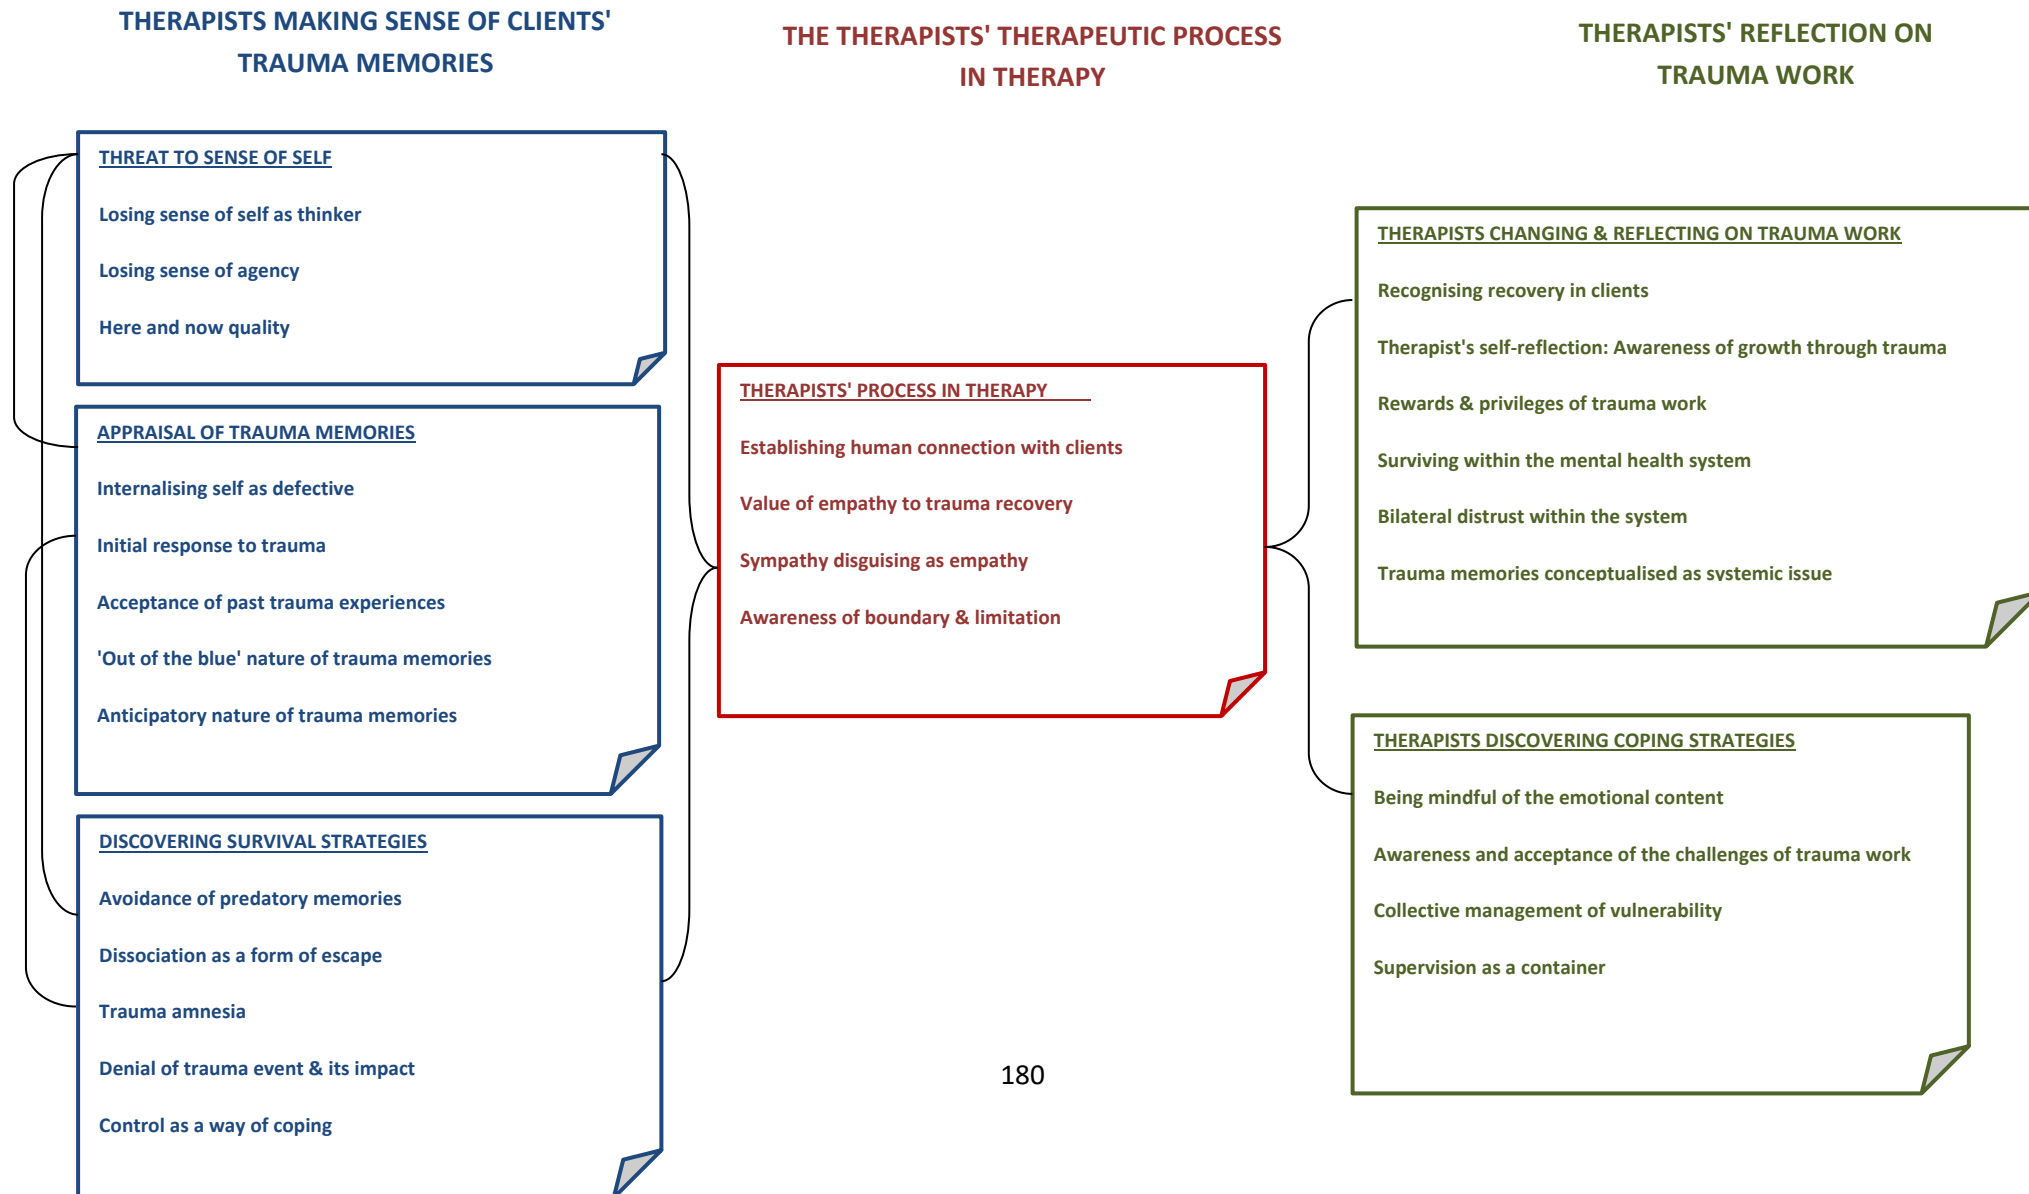 THERAPISTS MAKING SENSE OF CLIENTS'
TRAUMA MEMORIES
THREAT TO SENSE OF SELF
Losing sense of self as thinker
Losing sense of agency
Here and now quality
APPRAISAL OF TRAUMA MEMORIES
Internalising self as defective
Initial response to trauma
Acceptance of past trauma experiences
'Out of the blue' nature of trauma memories
Anticipatory nature of trauma memories
DISCOVERING SURVIVAL STRATEGIES
Avoidance of predatory memories
Dissociation as a form of escape
Trauma amnesia
Denial of trauma event & its impact
Control as a way of coping
THE THERAPISTS' THERAPEUTIC PROCESS
IN THERAPY
THERAPISTS' PROCESS IN THERAPY
Establishing human connection with clients
Value of empathy to trauma recovery
Sympathy disguising as empathy
Awareness of boundary & limitation
THERAPISTS' REFLECTION ON
TRAUMA WORK
THERAPISTS CHANGING & REFLECTING ON TRAUMA WORK
Recognising recovery in clients
Therapist's self-reflection: Awareness of growth through trauma
Rewards & privileges of trauma work
Surviving within the mental health system
Bilateral distrust within the system
Trauma memories conceptualised as systemic issue
THERAPISTS DISCOVERING COPING STRATEGIES
Being mindful of the emotional content
Awareness and acceptance of the challenges of trauma work
Collective management of vulnerability
Supervision as a container
180